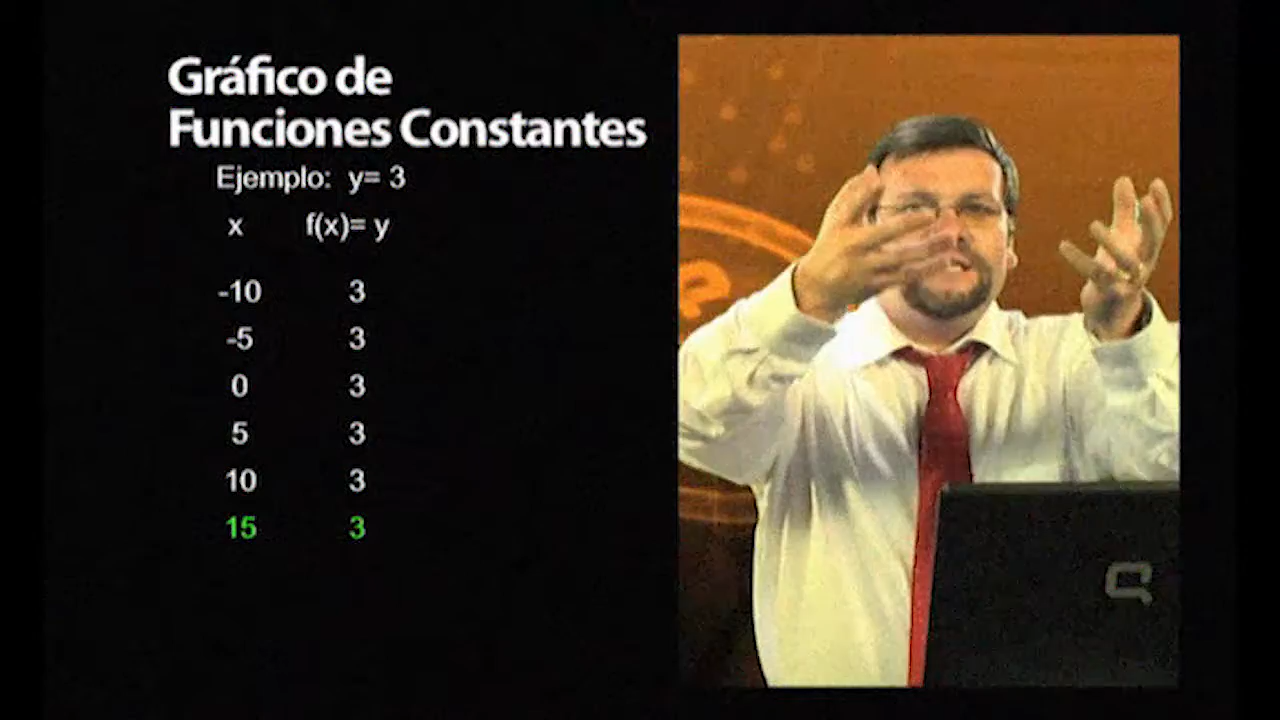 Gráfico de
Funciones Constantes
Ejemplo: y= 3
x f(x)= y
-10 3
-5 3
0 3
5 3
10 3
15 3